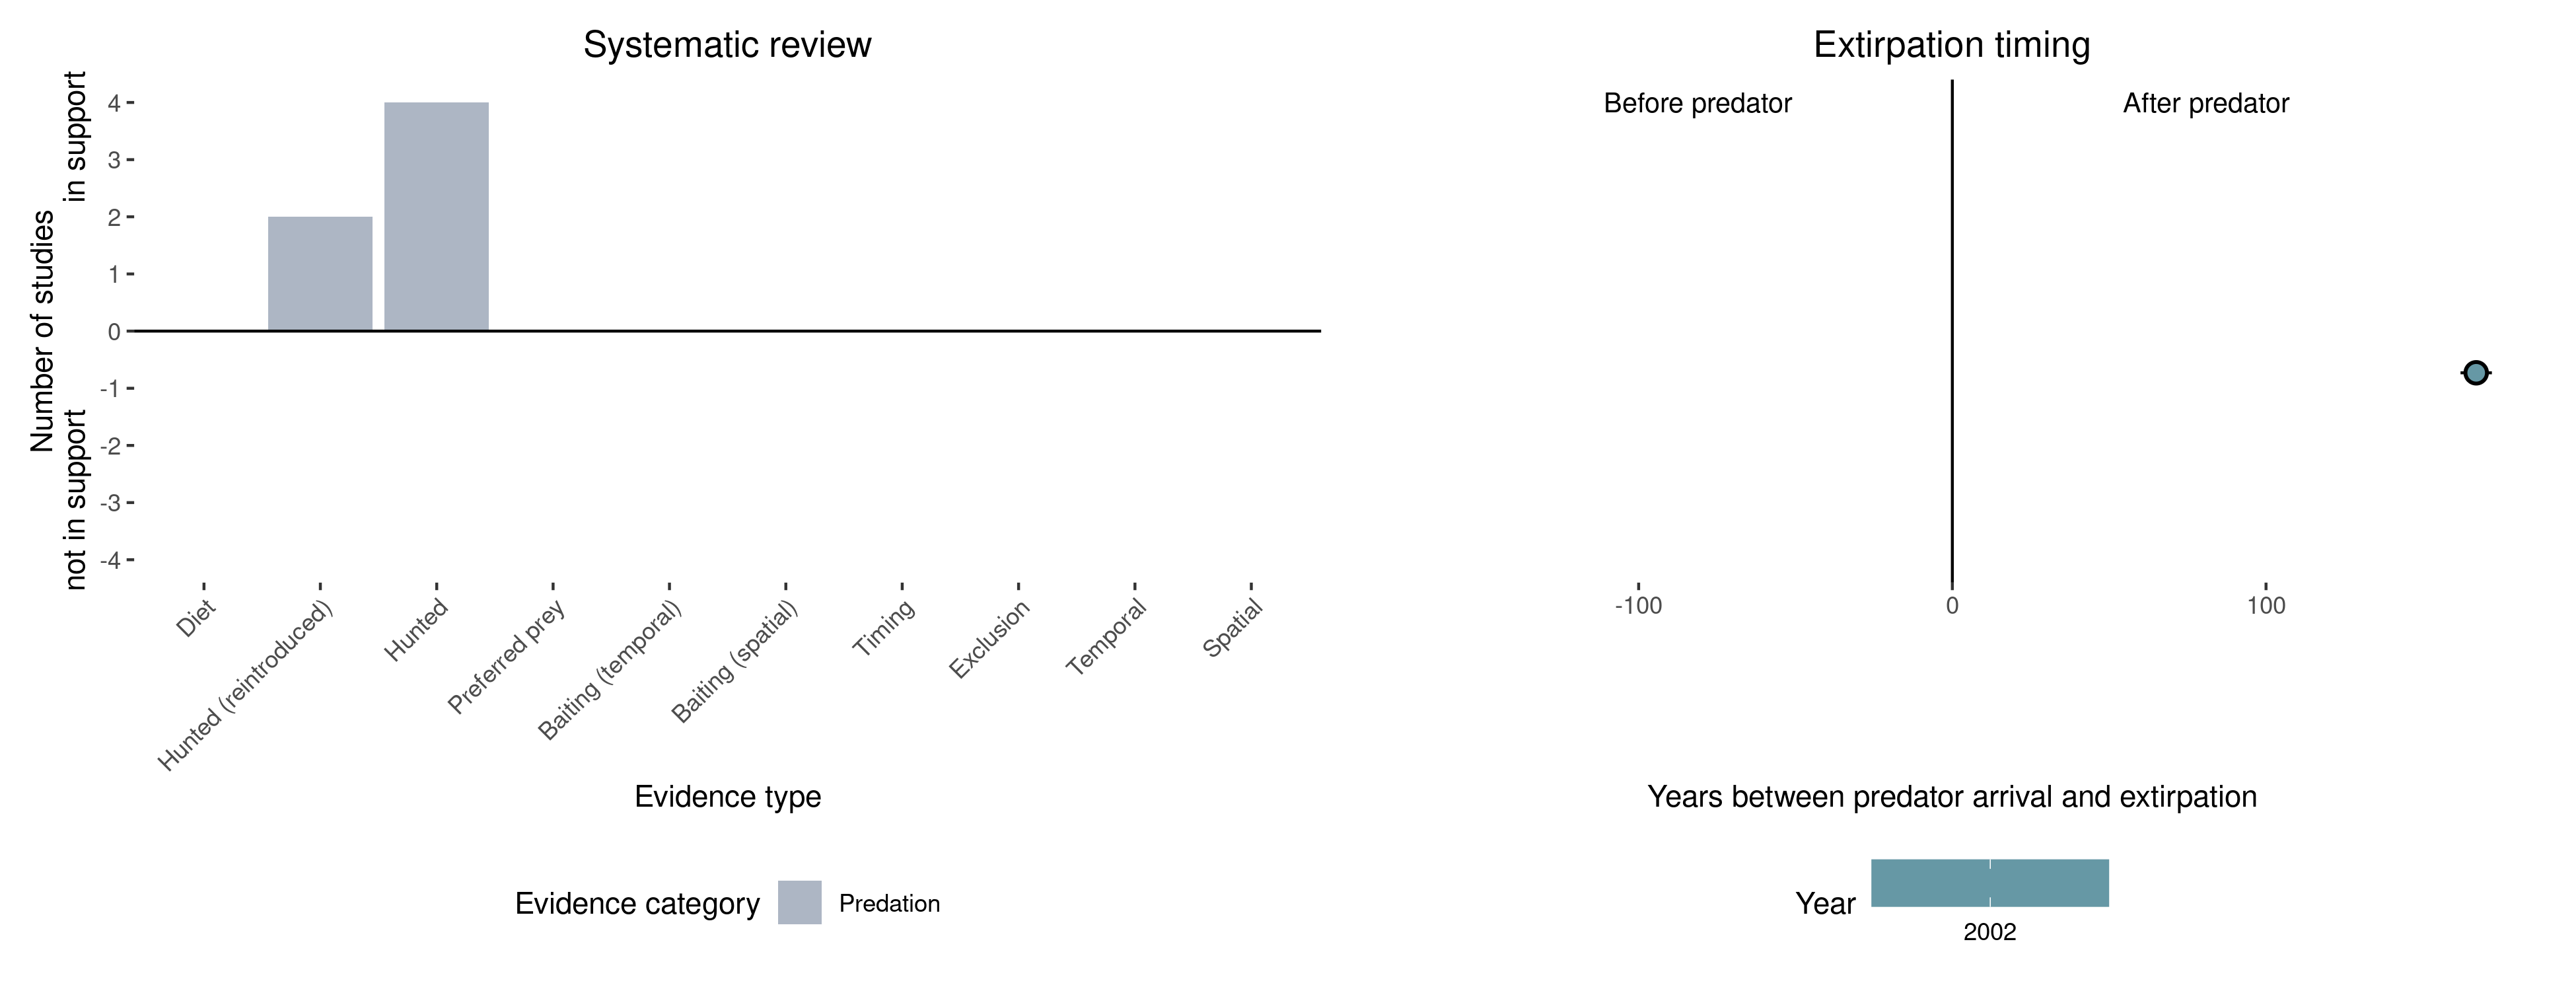 Systematic review
in support
Number of studies
not in support
4
3
2
1
0
-1
-2
-3
-4
Diet
Hunted (reintroduced)
Hunted
Preferred prey
Baiting (temporal)
Baiting (spatial)
Timing
Exclusion
Temporal
Spatial
Evidence type
Evidence category
Predation
Extirpation timing
Before predator
After predator
-100
0
100
Years between predator arrival and extirpation
Year
2002